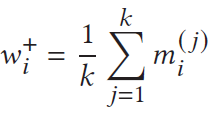 w_i^+ = \frac{1}{k} \sum_{j=1}^{k} m_i^{(j)}